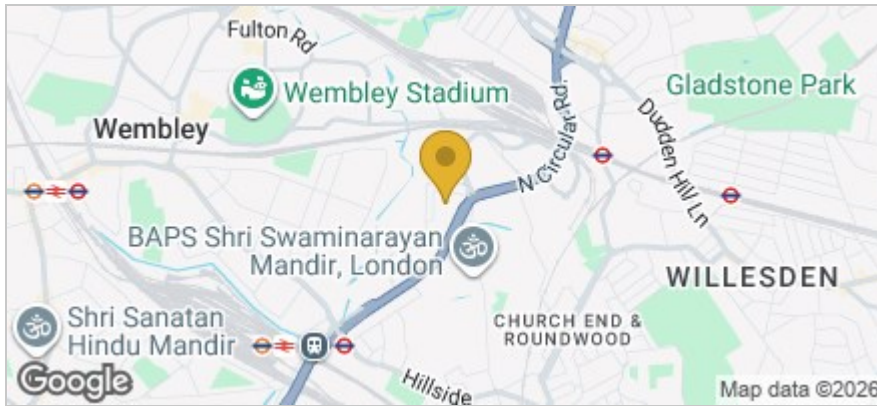 Fulton Rd
Wembley Stadium
Wembley
N Circular Rd.
Dudden Hill Ln
Gladstone Park
BAPS Shri Swaminarayan
Mandir, London
WILLESDEN
Shri Sanatan
Hindu Mandir
CHURCH END &
ROUNDWOOD
Hillside
Google
Map data ©2026